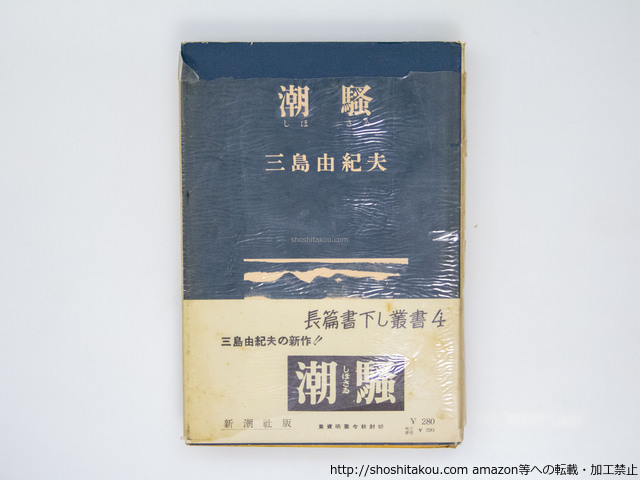 潮騒
しほさゐ
三島由紀夫
shoshitakou.com
長篇書下し叢書4
三島由紀夫の新作!!
潮騒
しほさゐ
新潮社版
¥ 280
¥ 290
http://shoshitakou.com amazon等への転載・加工禁止